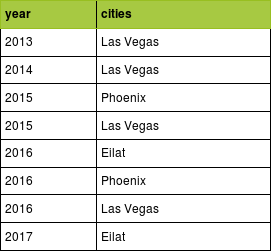 year cities
2013 Las Vegas
2014 Las Vegas
2015 Phoenix
2015 Las Vegas
2016 Eilat
2016 Phoenix
2016 Las Vegas
2017 Eilat